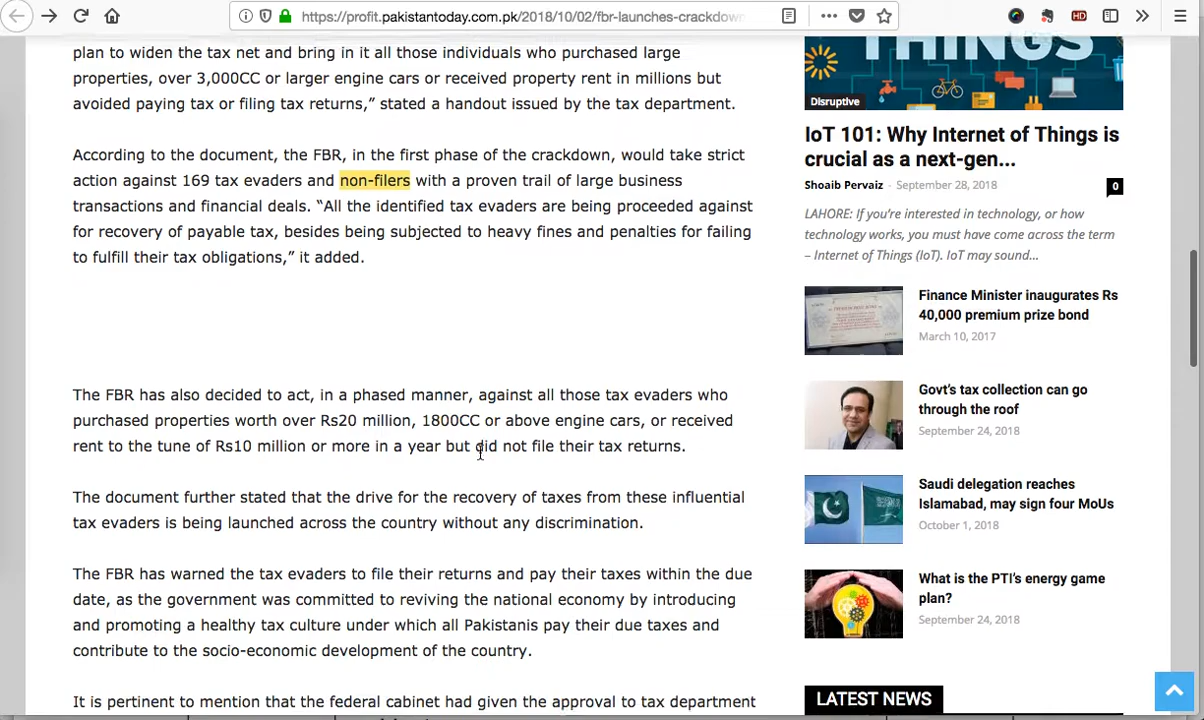 https://profit.pakistantoday.com.pk/2018/10/02/fbr-launches-crackdow
HD
plan to widen the tax net and bring in it all those individuals who purchased large
properties, over 3,000CC or larger engine cars or received property rent in millions but
avoided paying tax or filing tax returns,” stated a handout issued by the tax department.
According to the document, the FBR, in the first phase of the crackdown, would take strict
action against 169 tax evaders and non-filers with a proven trail of large business
transactions and financial deals. “All the identified tax evaders are being proceeded against
for recovery of payable tax, besides being subjected to heavy fines and penalties for failing
to fulfill their tax obligations,” it added.
The FBR has also decided to act, in a phased manner, against all those tax evaders who
purchased properties worth over Rs20 million, 1800CC or above engine cars, or received
rent to the tune of Rs10 million or more in a year but did not file their tax returns.
The document further stated that the drive for the recovery of taxes from these influential
tax evaders is being launched across the country without any discrimination.
The FBR has warned the tax evaders to file their returns and pay their taxes within the due
date, as the government was committed to reviving the national economy by introducing
and promoting a healthy tax culture under which all Pakistanis pay their due taxes and
contribute to the socio-economic development of the country.
It is pertinent to mention that the federal cabinet had given the approval to tax department
THINGS
Disruptive
IoT 101: Why Internet of Things is
crucial as a next-gen...
Shoaib Pervaiz - September 28, 2018
0
LAHORE: If you’re interested in technology, or how
technology works, you must have come across the term
– Internet of Things (IoT). IoT may sound...
Finance Minister inaugurates Rs
40,000 premium prize bond
March 10, 2017
Govt’s tax collection can go
through the roof
September 24, 2018
Saudi delegation reaches
Islamabad, may sign four MoUs
October 1, 2018
What is the PTI’s energy game
plan?
September 24, 2018
LATEST NEWS